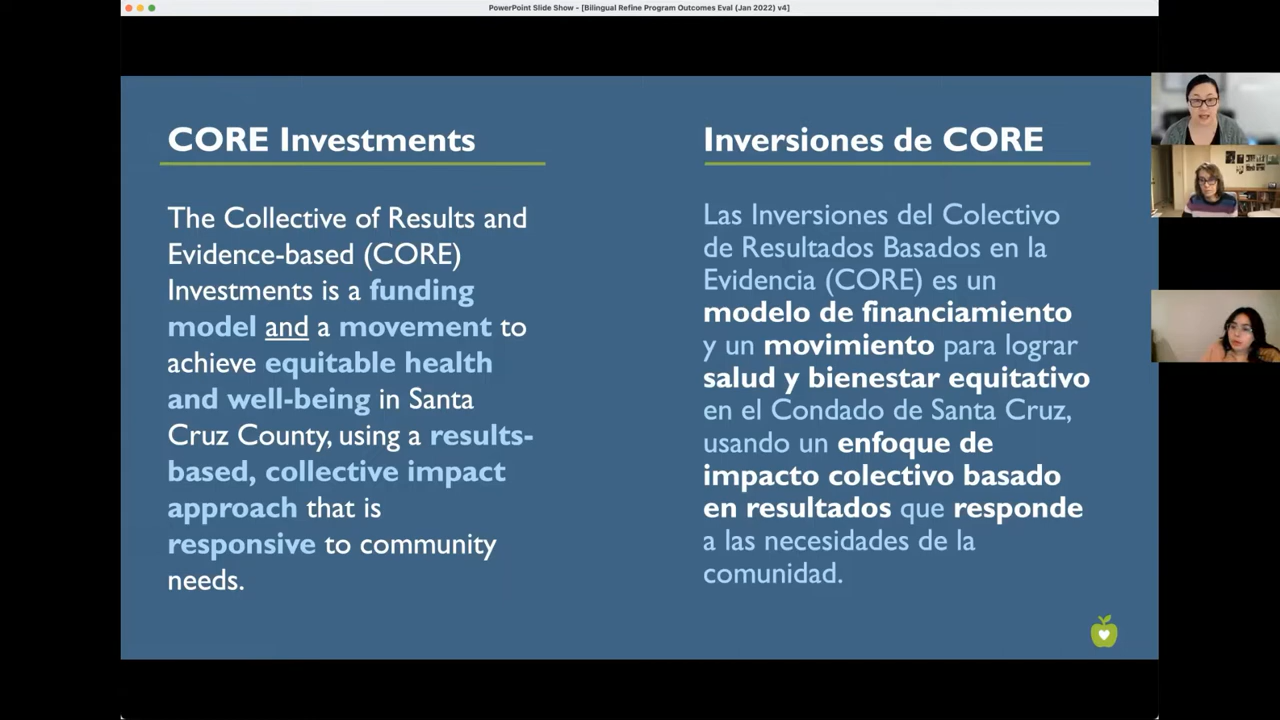 PowerPoint Slide Show - [Bilingual Refine Program Outcomes Eval (Jan 2022) v4]
CORE Investments
The Collective of Results and
Evidence-based (CORE)
Investments is a funding
model and a movement to
achieve equitable health
and well-being in Santa
Cruz County, using a results-
based, collective impact
approach that is
responsive to community
needs.
Inversiones de CORE
Las Inversiones del Colectivo
de Resultados Basados en la
Evidencia (CORE) es un
modelo de financiamiento
y un movimiento para lograr
salud y bienestar equitativo
en el Condado de Santa Cruz,
usando un enfoque de
impacto colectivo basado
en resultados que responde
a las necesidades de la
comunidad.